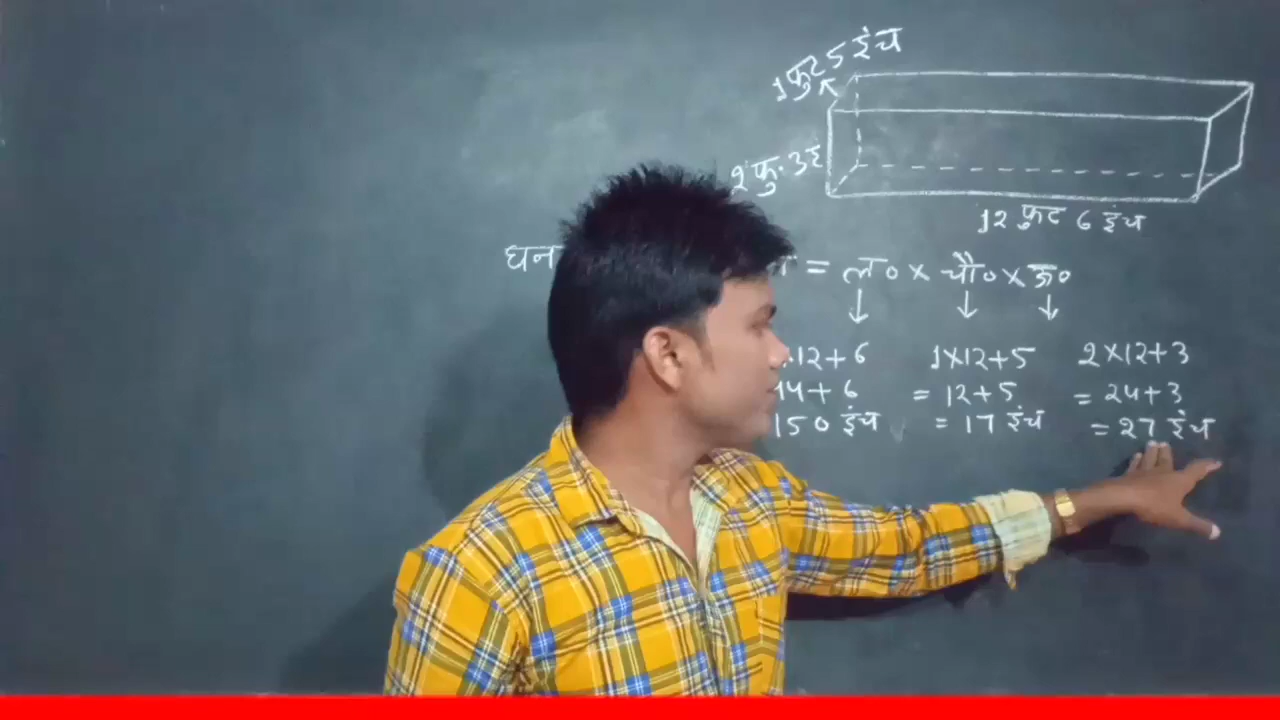 1 फुट 5 इंच
2 फु. 3 इ
12 फुट 6 इंच
घन = ल० × चौ० × ऊ०
↓ ↓ ↓
12+6 1×12+5 2×12+3
+ 6 = 12+5 = 24+3
150 इंच = 17 इंच = 27 इंच